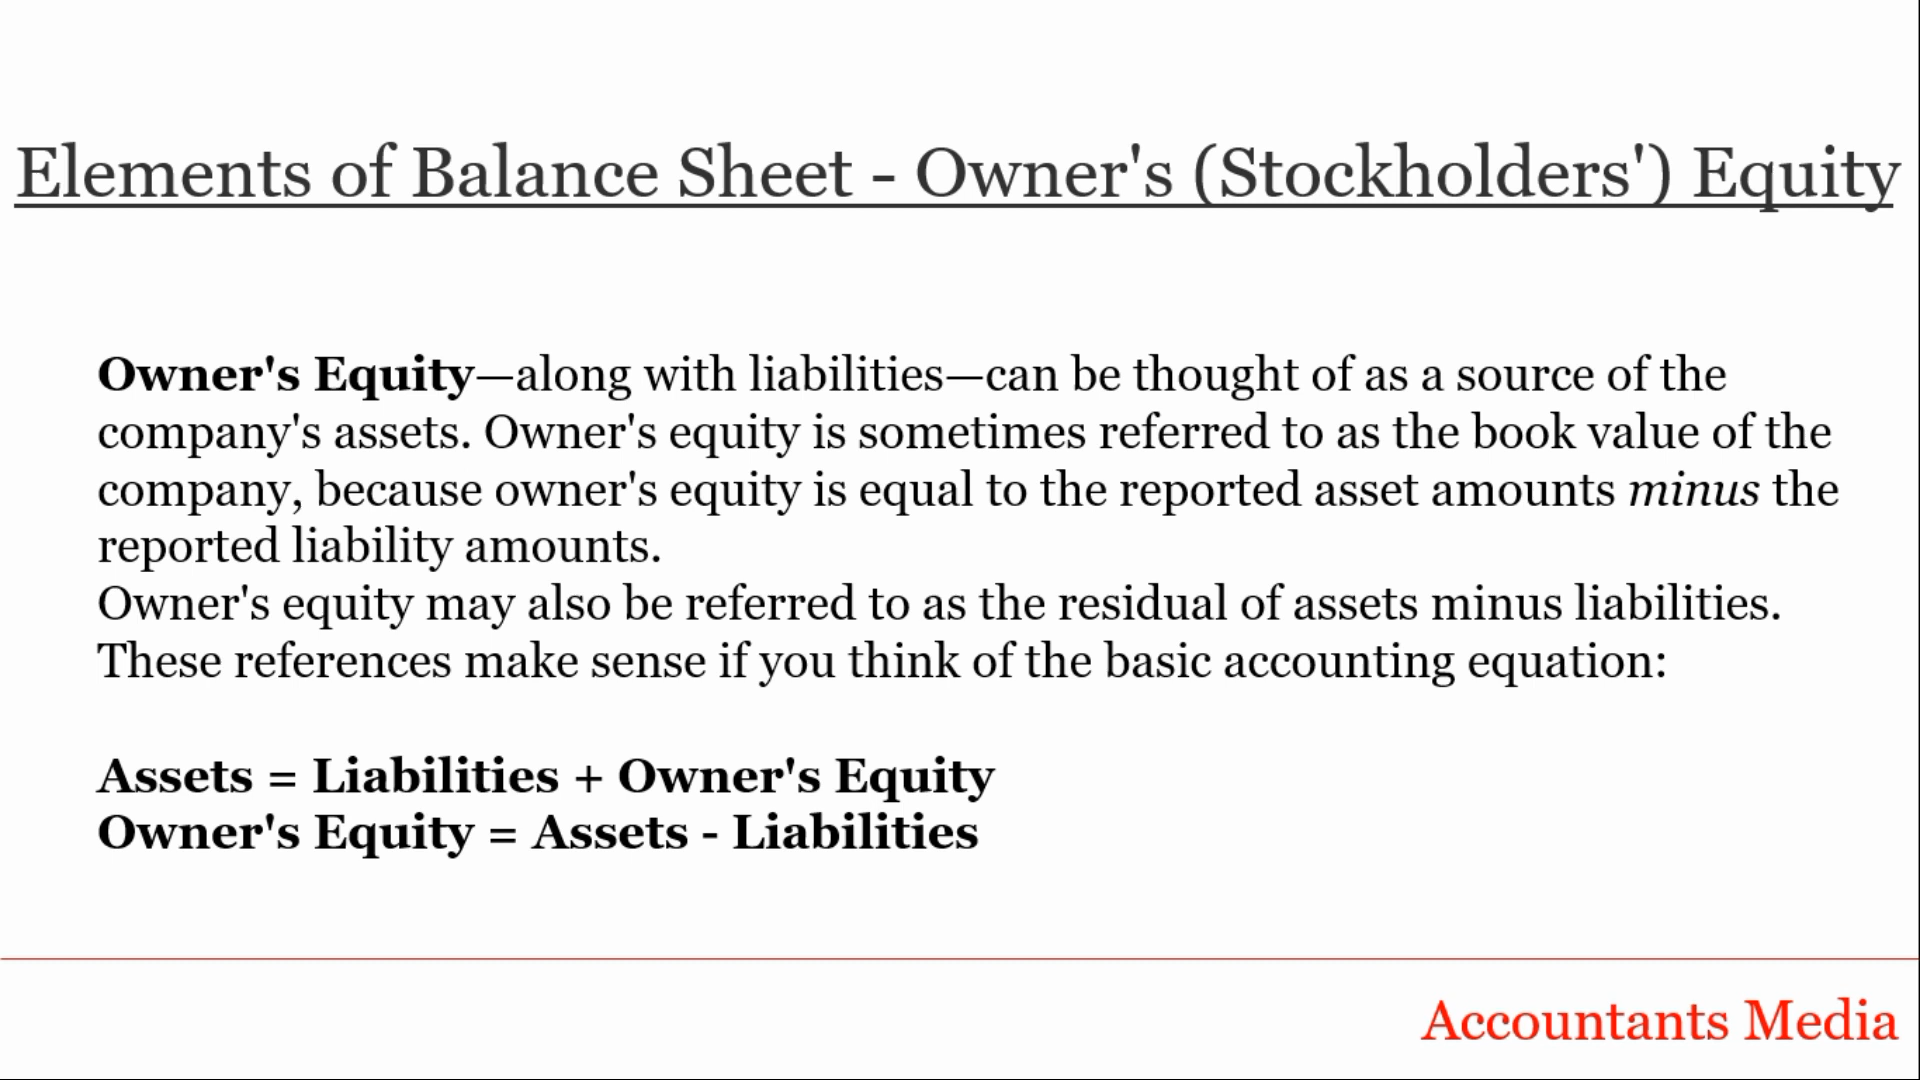 Elements of Balance Sheet - Owner's (Stockholders') Equity
Owner's Equity—along with liabilities—can be thought of as a source of the
company's assets. Owner's equity is sometimes referred to as the book value of the
company, because owner's equity is equal to the reported asset amounts minus the
reported liability amounts.
Owner's equity may also be referred to as the residual of assets minus liabilities.
These references make sense if you think of the basic accounting equation:
Assets = Liabilities + Owner's Equity
Owner's Equity = Assets - Liabilities
Accountants Media